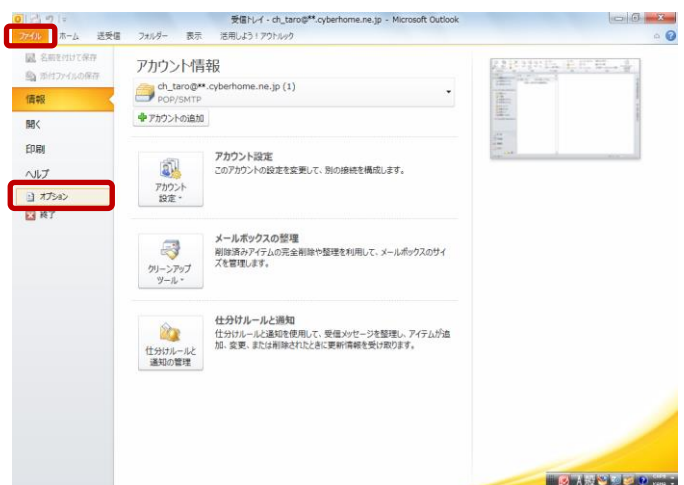 受信トレイ - ch_taro@**.cyberhome.ne.jp - Microsoft Outlook
ファイル ホーム 送受信 フォルダー 表示 活用しよう！アウトルック
名前を付けて保存
添付ファイルの保存
情報
開く
印刷
ヘルプ
オプション
終了
アカウント情報
ch_taro@**.cyberhome.ne.jp (1)
POP/SMTP
アカウントの追加
アカウント
設定
アカウント設定
このアカウントの設定を変更して、別の接続を構成します。
クリーンアップ
ツール
メールボックスの整理
削除済みアイテムの完全削除や整理を利用して、メールボックスのサイ
ズを管理します。
仕分けルールと
通知の管理
仕分けルールと通知
仕分けルールと通知を使用して、受信メッセージを整理し、アイテムが追
加、変更、または削除されたときに更新情報を受け取ります。